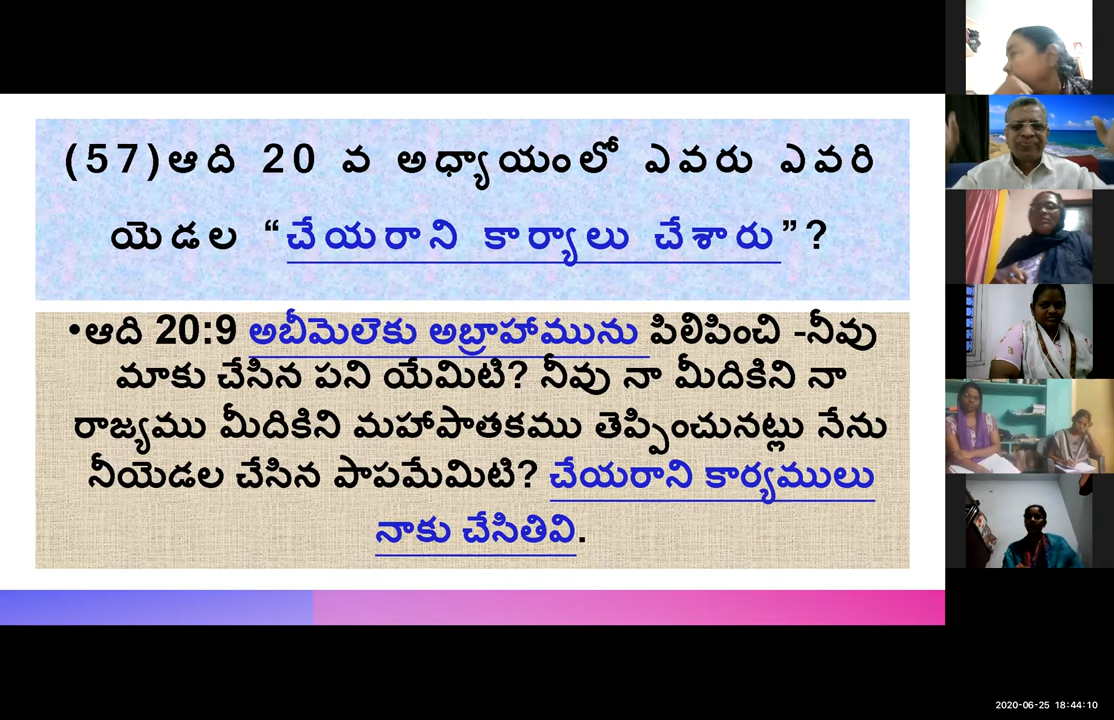 (57)ఆది 20 వ అధ్యాయంలో ఎవరు ఎవరి
యెడల “చేయరాని కార్యాలు చేశారు”?
•ఆది 20:9 అబీమెలెకు అబ్రాహామును పిలిపించి -నీవు
మాకు చేసిన పని యేమిటి? నీవు నా మీదికిని నా
రాజ్యము మీదికిని మహాపాతకము తెప్పించునట్లు నేను
నీయెడల చేసిన పాపమేమిటి? చేయరాని కార్యములు
నాకు చేసితివి.
2020-06-25 18:44:10